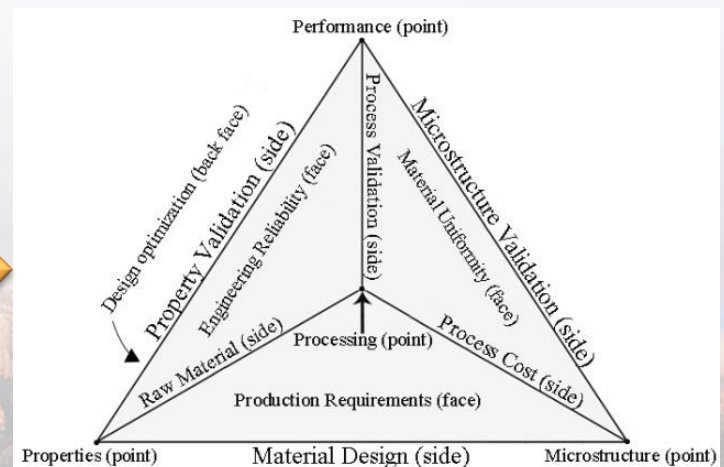 Performance (point)
Design optimization (back face)
Property Validation (side)
Engineering Reliability (face)
Process Validation (side)
Material Uniformity (face)
Microstructure Validation (side)
Raw Material (side)
Processing (point)
Process Cost (side)
Production Requirements (face)
Properties (point)
Material Design (side)
Microstructure (point)